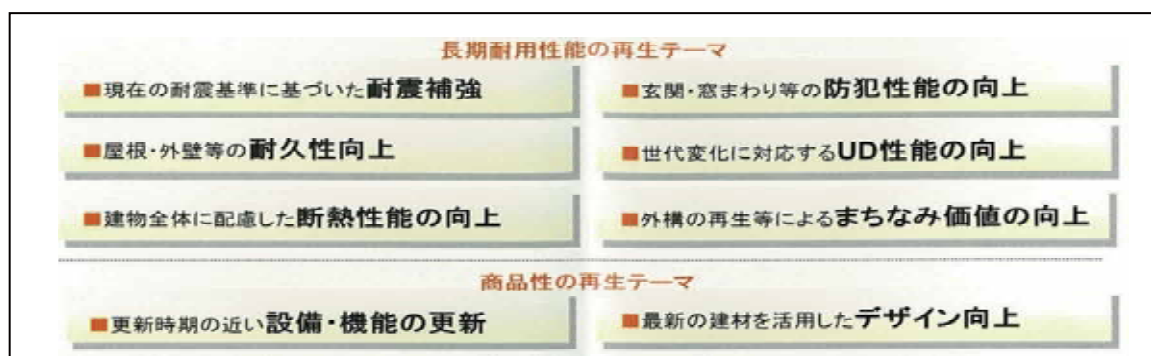 長期耐用性能の再生テーマ
■現在の耐震基準に基づいた耐震補強
■玄関・窓まわり等の防犯性能の向上
■屋根・外壁等の耐久性向上
■世代変化に対応するUD性能の向上
■建物全体に配慮した断熱性能の向上
■外構の再生等によるまちなみ価値の向上
商品性の再生テーマ
■更新時期の近い設備・機能の更新
■最新の建材を活用したデザイン向上